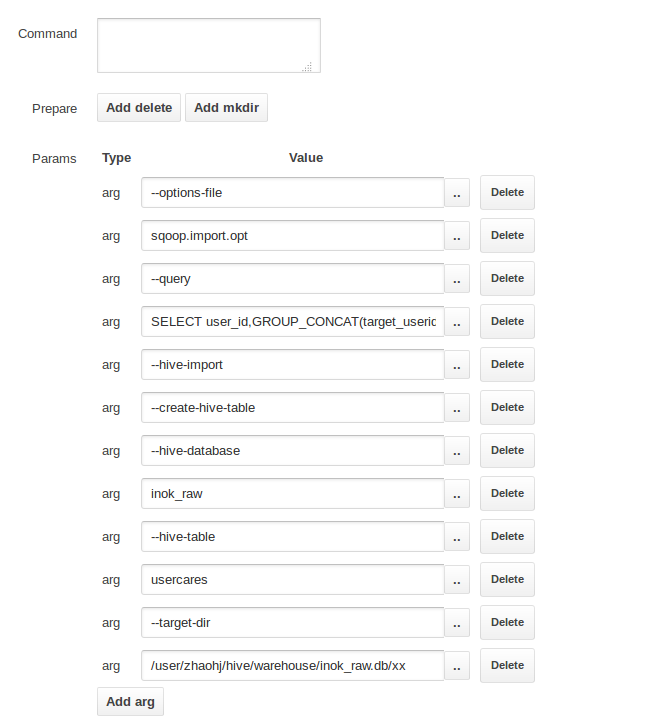 Command
Prepare Add delete Add mkdir
Params Type Value
arg --options-file .. Delete
arg sqoop.import.opt .. Delete
arg --query .. Delete
arg SELECT user_id,GROUP_CONCAT(target_useric .. Delete
arg --hive-import .. Delete
arg --create-hive-table .. Delete
arg --hive-database .. Delete
arg inok_raw .. Delete
arg --hive-table .. Delete
arg usercares .. Delete
arg --target-dir .. Delete
arg /user/zhaohj/hive/warehouse/inok_raw.db/xx .. Delete
Add arg